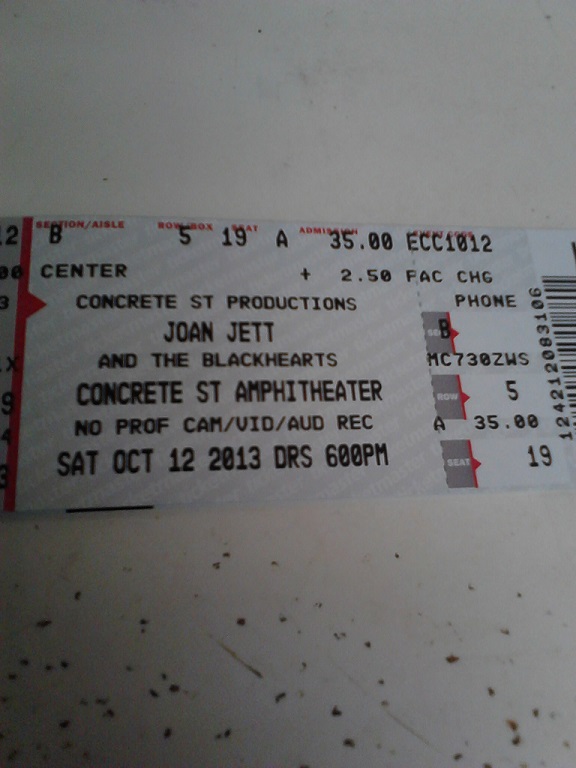 SECTION/AISLE ROW/BOX SEAT ADMISSION EVENT CODE
B 5 19 A 35.00 ECC1012
CENTER + 2.50 FAC CHG
CONCRETE ST PRODUCTIONS
JOAN JETT
AND THE BLACKHEARTS
CONCRETE ST AMPHITHEATER
NO PROF CAM/VID/AUD REC
SAT OCT 12 2013 DRS 600PM
PHONE
B
MC730ZWS
ROW 5
A 35.00
SEAT 19
124212083106